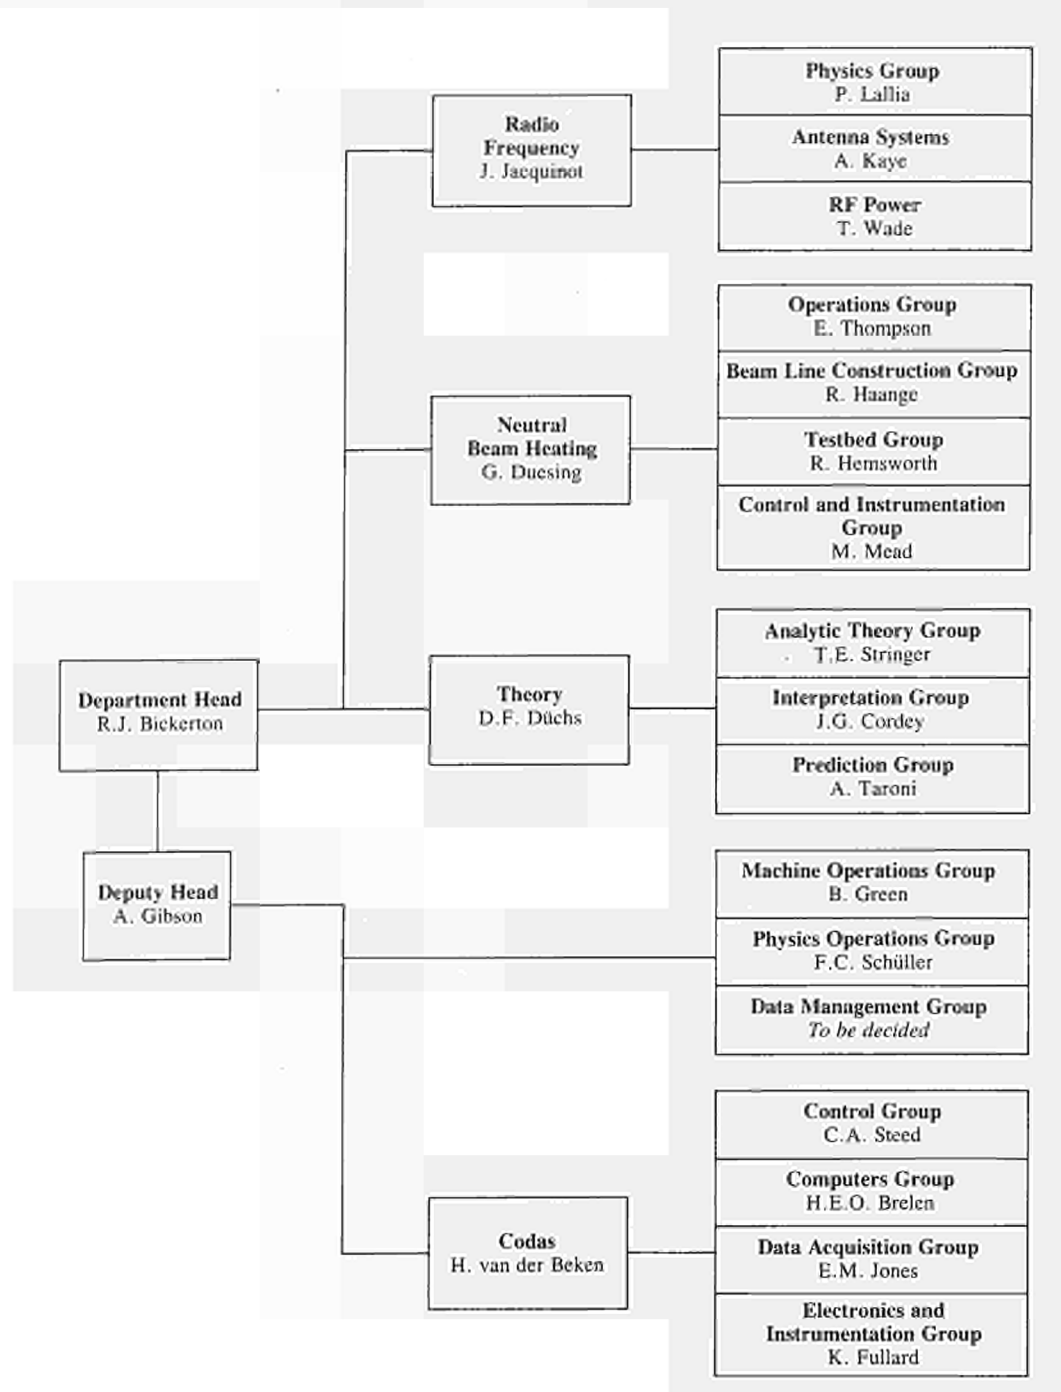 Physics Group
P. Lallia
Radio
Frequency
J. Jacquinot
Antenna Systems
A. Kaye
RF Power
T. Wade
Operations Group
E. Thompson
Beam Line Construction Group
R. Haange
Neutral
Beam Heating
G. Duesing
Testbed Group
R. Hemsworth
Control and Instrumentation
Group
M. Mead
Analytic Theory Group
T.E. Stringer
Department Head
R.J. Bickerton
Theory
D.F. Düchs
Interpretation Group
J.G. Cordey
Prediction Group
A. Taroni
Deputy Head
A. Gibson
Machine Operations Group
B. Green
Physics Operations Group
F.C. Schüller
Data Management Group
To be decided
Control Group
C.A. Steed
Computers Group
H.E.O. Brelen
Codas
H. van der Beken
Data Acquisition Group
E.M. Jones
Electronics and
Instrumentation Group
K. Fullard